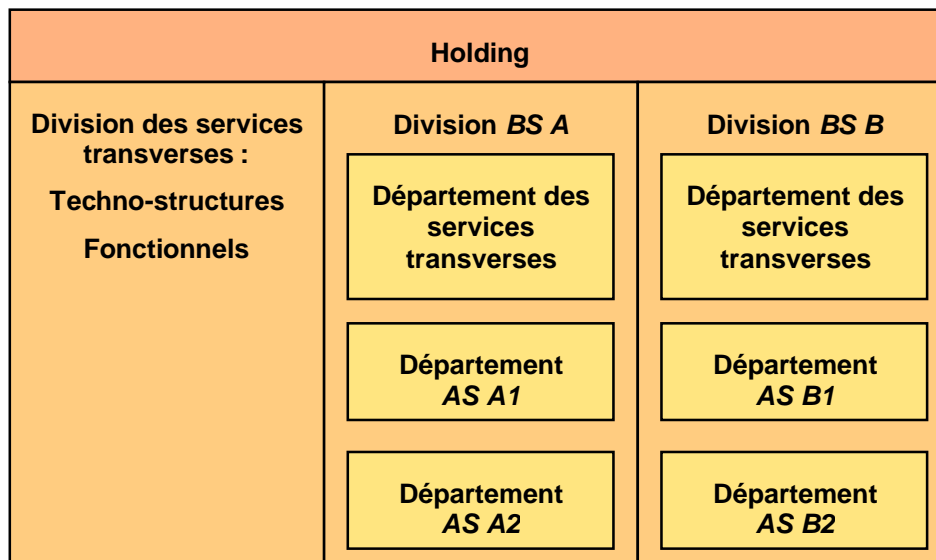 Holding
Division des services
transverses :
Techno-structures
Fonctionnels
Division BS A
Département des
services
transverses
Département
AS A1
Département
AS A2
Division BS B
Département des
services
transverses
Département
AS B1
Département
AS B2